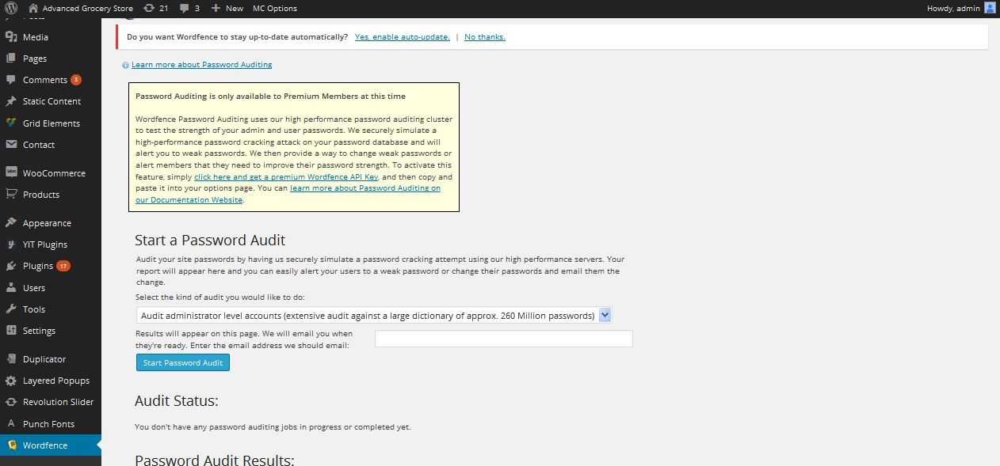 Advanced Grocery Store 21 3 New MC Options Howdy, admin
Media
Pages
Comments 3
Static Content
Grid Elements
Contact
WooCommerce
Products
Appearance
YIT Plugins
Plugins 17
Users
Tools
Settings
Duplicator
Layered Popups
Revolution Slider
Punch Fonts
Wordfence
Do you want Wordfence to stay up-to-date automatically? Yes, enable auto-update. | No thanks.
Learn more about Password Auditing
Password Auditing is only available to Premium Members at this time
Wordfence Password Auditing uses our high performance password auditing cluster
to test the strength of your admin and user passwords. We securely simulate a
high-performance password cracking attack on your password database and will
alert you to weak passwords. We then provide a way to change weak passwords or
alert members that they need to improve their password strength. To activate this
feature, simply click here and get a premium Wordfence API Key, and then copy and
paste it into your options page. You can learn more about Password Auditing on
our Documentation Website.
Start a Password Audit
Audit your site passwords by having us securely simulate a password cracking attempt using our high performance servers. Your
report will appear here and you can easily alert your users to a weak password or change their passwords and email them the
change.
Select the kind of audit you would like to do:
Audit administrator level accounts (extensive audit against a large dictionary of approx. 260 Million passwords)
Results will appear on this page. We will email you when
they're ready. Enter the email address we should email:
Start Password Audit
Audit Status:
You don't have any password auditing jobs in progress or completed yet.
Password Audit Results: